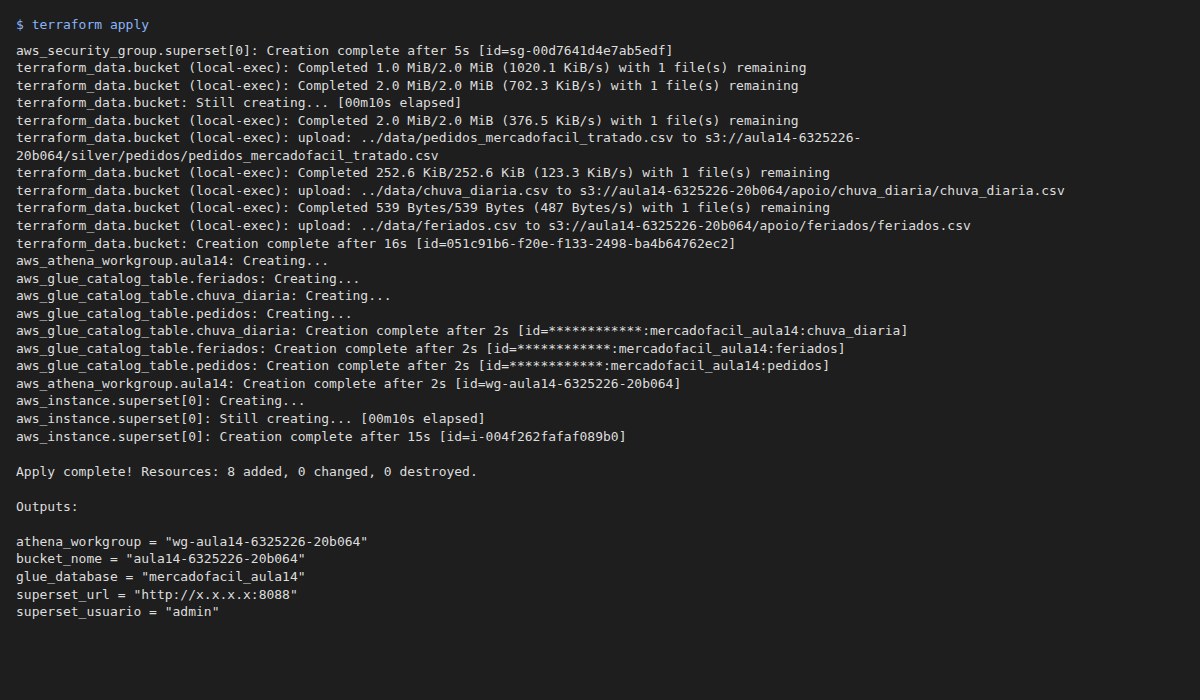 $ terraform apply
aws_security_group.superset[0]: Creation complete after 5s [id=sg-00d7641d4e7ab5edf]
terraform_data.bucket (local-exec): Completed 1.0 MiB/2.0 MiB (1020.1 KiB/s) with 1 file(s) remaining
terraform_data.bucket (local-exec): Completed 2.0 MiB/2.0 MiB (702.3 KiB/s) with 1 file(s) remaining
terraform_data.bucket: Still creating... [00m10s elapsed]
terraform_data.bucket (local-exec): Completed 2.0 MiB/2.0 MiB (376.5 KiB/s) with 1 file(s) remaining
terraform_data.bucket (local-exec): upload: ../data/pedidos_mercadofacil_tratado.csv to s3://aula14-6325226-
20b064/silver/pedidos/pedidos_mercadofacil_tratado.csv
terraform_data.bucket (local-exec): Completed 252.6 KiB/252.6 KiB (123.3 KiB/s) with 1 file(s) remaining
terraform_data.bucket (local-exec): upload: ../data/chuva_diaria.csv to s3://aula14-6325226-20b064/apoio/chuva_diaria/chuva_diaria.csv
terraform_data.bucket (local-exec): Completed 539 Bytes/539 Bytes (487 Bytes/s) with 1 file(s) remaining
terraform_data.bucket (local-exec): upload: ../data/feriados.csv to s3://aula14-6325226-20b064/apoio/feriados/feriados.csv
terraform_data.bucket: Creation complete after 16s [id=051c91b6-f20e-f133-2498-ba4b64762ec2]
aws_athena_workgroup.aula14: Creating...
aws_glue_catalog_table.feriados: Creating...
aws_glue_catalog_table.chuva_diaria: Creating...
aws_glue_catalog_table.pedidos: Creating...
aws_glue_catalog_table.chuva_diaria: Creation complete after 2s [id=************:mercadofacil_aula14:chuva_diaria]
aws_glue_catalog_table.feriados: Creation complete after 2s [id=************:mercadofacil_aula14:feriados]
aws_glue_catalog_table.pedidos: Creation complete after 2s [id=************:mercadofacil_aula14:pedidos]
aws_athena_workgroup.aula14: Creation complete after 2s [id=wg-aula14-6325226-20b064]
aws_instance.superset[0]: Creating...
aws_instance.superset[0]: Still creating... [00m10s elapsed]
aws_instance.superset[0]: Creation complete after 15s [id=i-004f262fafaf089b0]

Apply complete! Resources: 8 added, 0 changed, 0 destroyed.

Outputs:

athena_workgroup = "wg-aula14-6325226-20b064"
bucket_nome = "aula14-6325226-20b064"
glue_database = "mercadofacil_aula14"
superset_url = "http://x.x.x.x:8088"
superset_usuario = "admin"